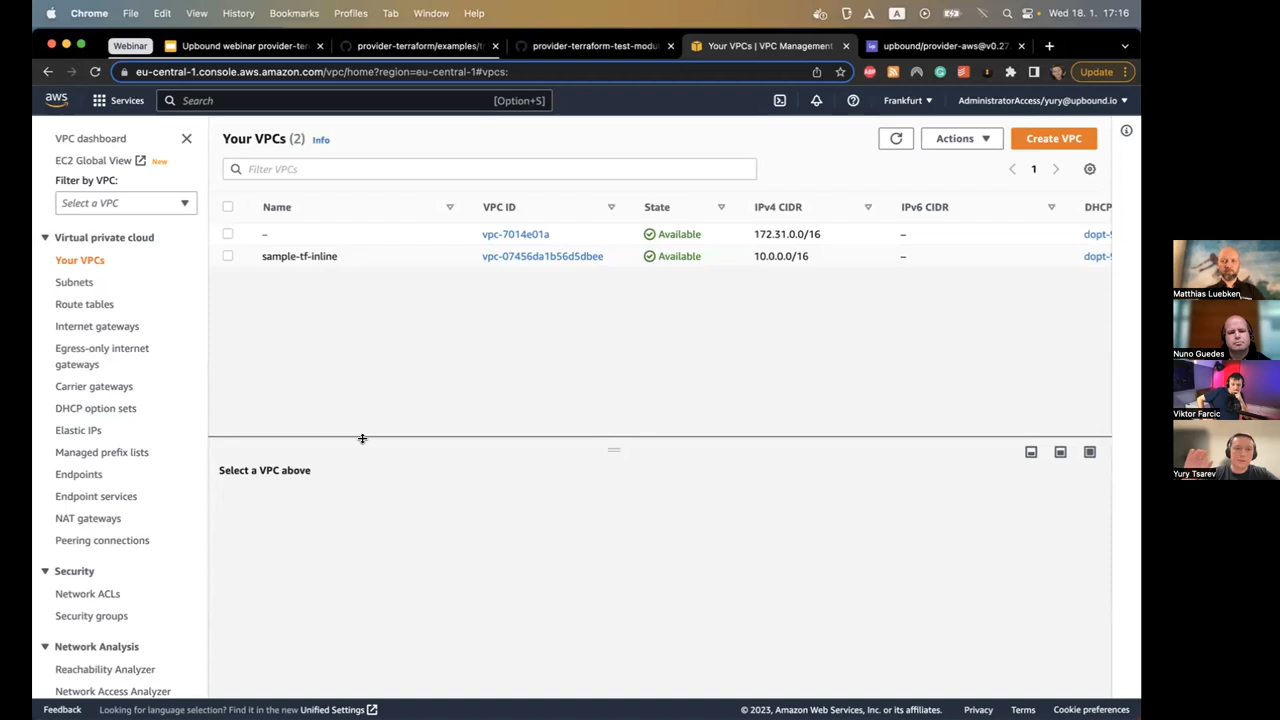 Chrome File Edit View History Bookmarks Profiles Tab Window Help A Wed 18. 1. 17:16
Webinar Upbound webinar provider-ter provider-terraform/examples/t provider-terraform-test-modul Your VPCs | VPC Management upbound/provider-aws@v0.27.
eu-central-1.console.aws.amazon.com/vpc/home?region=eu-central-1#vpcs: Update
aws Services Search [Option+S] Frankfurt AdministratorAccess/yury@upbound.io
VPC dashboard
EC2 Global View New
Filter by VPC:
Select a VPC
Virtual private cloud
Your VPCs
Subnets
Route tables
Internet gateways
Egress-only internet
gateways
Carrier gateways
DHCP option sets
Elastic IPs
Managed prefix lists
Endpoints
Endpoint services
NAT gateways
Peering connections
Security
Network ACLs
Security groups
Network Analysis
Reachability Analyzer
Network Access Analyzer
Your VPCs (2) Info Actions Create VPC
Filter VPCs 1
Name VPC ID State IPv4 CIDR IPv6 CIDR DHCP
– vpc-7014e01a Available 172.31.0.0/16 – dopt-
sample-tf-inline vpc-07456da1b56d5dbee Available 10.0.0.0/16 – dopt-
Select a VPC above
Matthias Luebken
Nuno Guedes
Viktor Farcic
Yury Tsarev
Feedback Looking for language selection? Find it in the new Unified Settings © 2023, Amazon Web Services, Inc. or its affiliates. Privacy Terms Cookie preferences